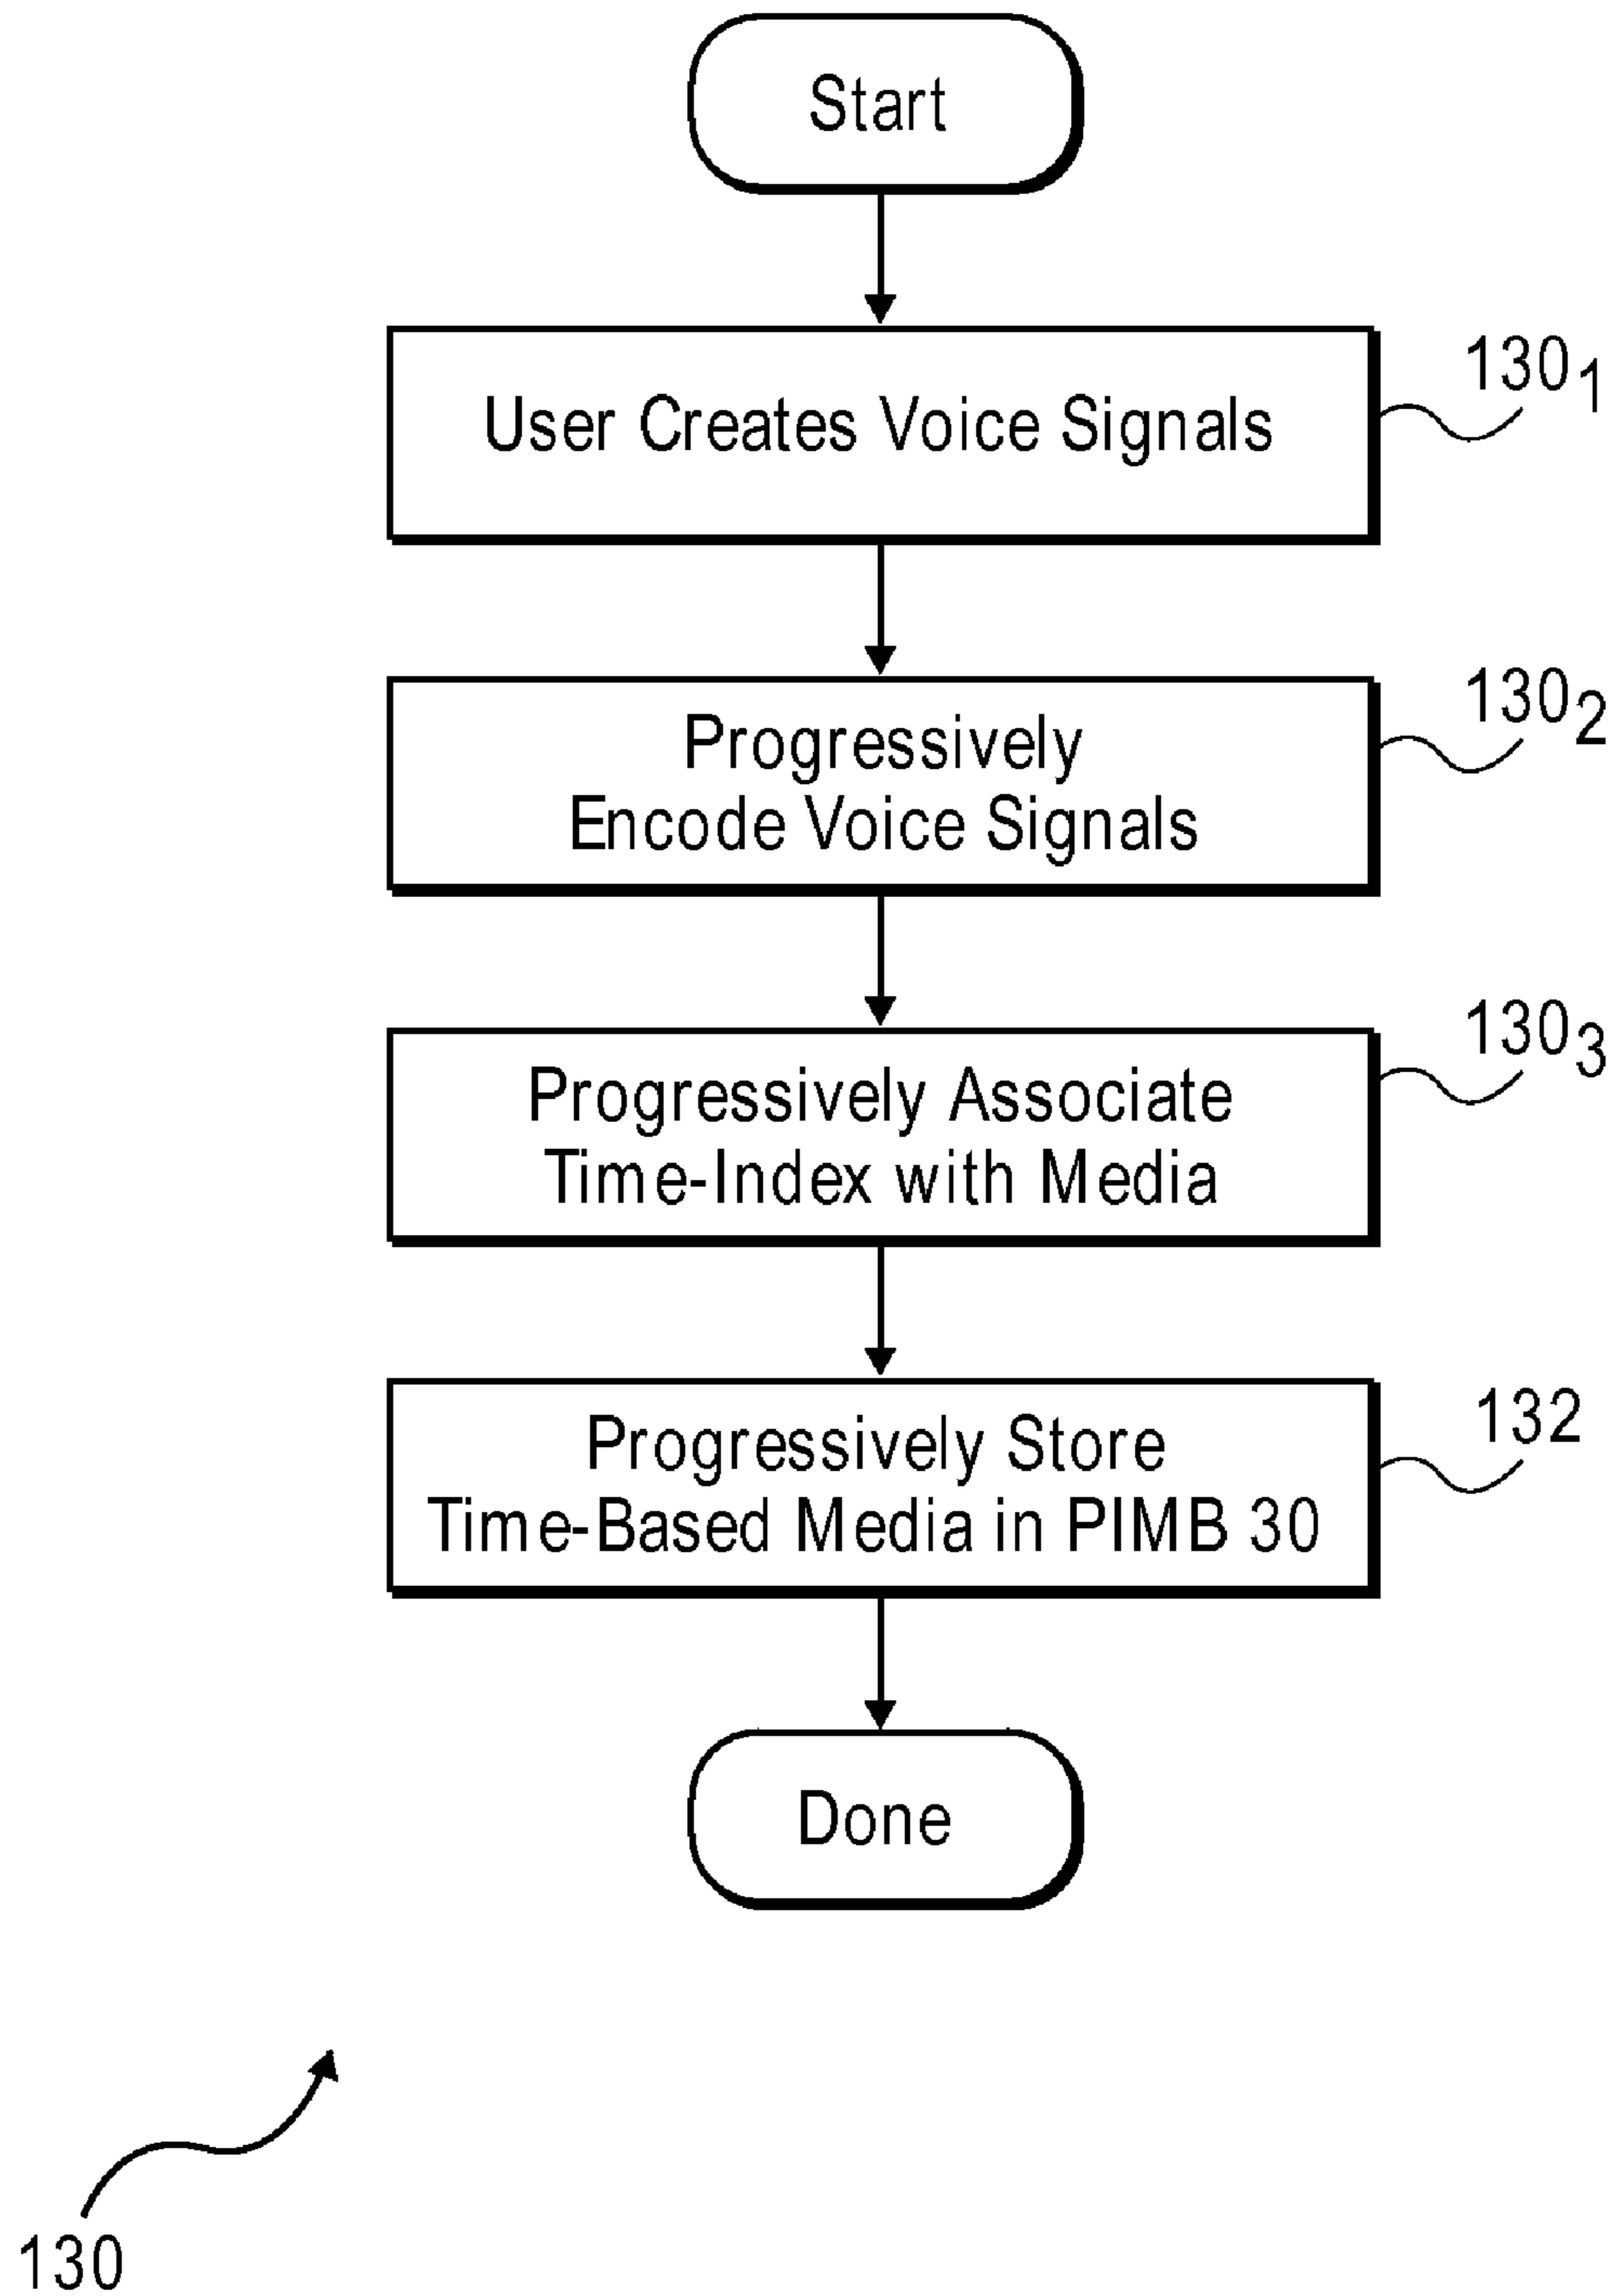 Start
User Creates Voice Signals
130₁
Progressively
Encode Voice Signals
130₂
Progressively Associate
Time-Index with Media
130₃
Progressively Store
Time-Based Media in PIMB 30
132
Done
130